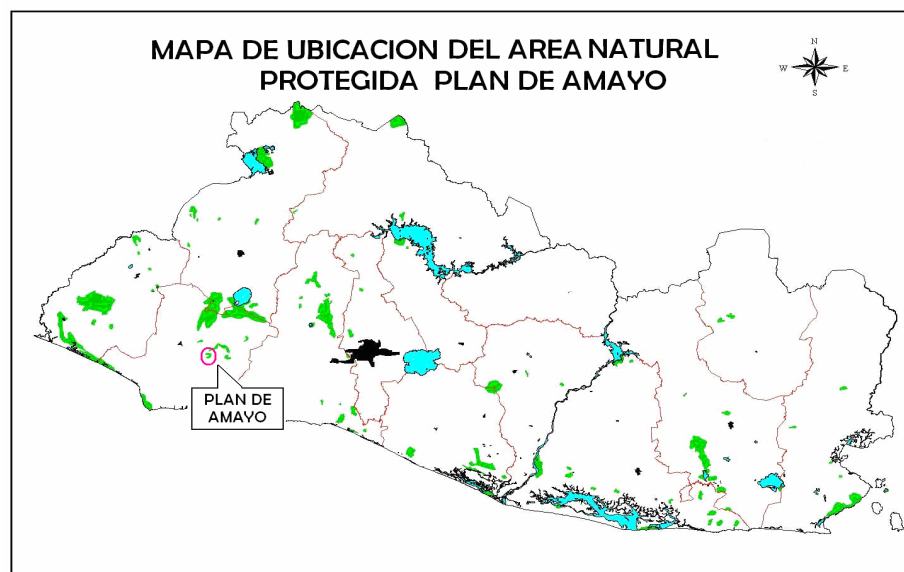 MAPA DE UBICACION DEL AREA NATURAL
PROTEGIDA PLAN DE AMAYO
N
W E
S
PLAN DE
AMAYO